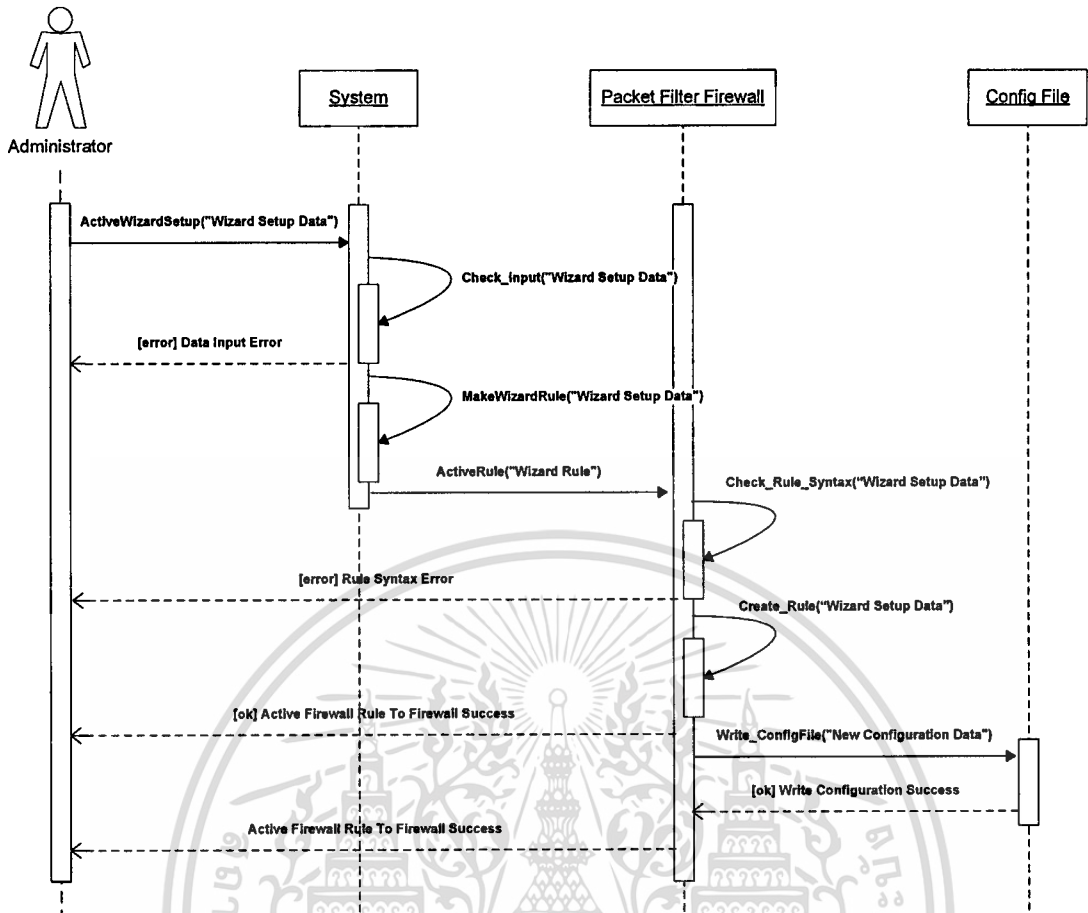 System
Packet Filter Firewall
Config File
Administrator
ActiveWizardSetup("Wizard Setup Data")
Check_input("Wizard Setup Data")
[error] Data Input Error
MakeWizardRule("Wizard Setup Data")
ActiveRule("Wizard Rule")
Check_Rule_Syntax("Wizard Setup Data")
[error] Rule Syntax Error
Create_Rule("Wizard Setup Data")
[ok] Active Firewall Rule To Firewall Success
Write_ConfigFile("New Configuration Data")
[ok] Write Configuration Success
Active Firewall Rule To Firewall Success